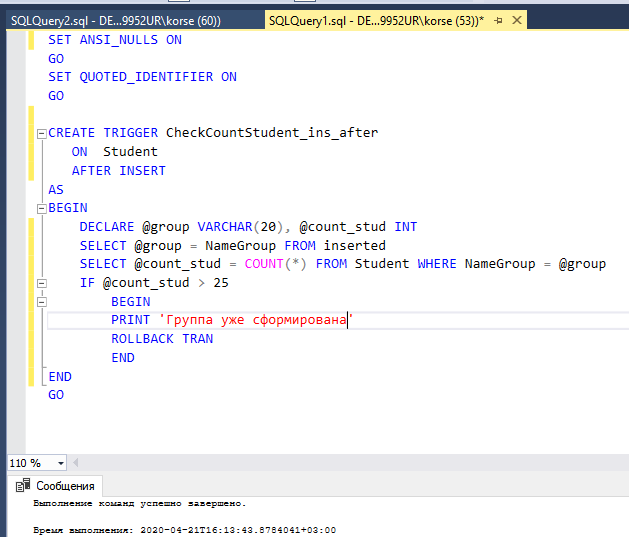 SQLQuery2.sql - DE...9952UR\korse (60))
SQLQuery1.sql - DE...9952UR\korse (53))*
SET ANSI_NULLS ON
GO
SET QUOTED_IDENTIFIER ON
GO
CREATE TRIGGER CheckCountStudent_ins_after
ON Student
AFTER INSERT
AS
BEGIN
DECLARE @group VARCHAR(20), @count_stud INT
SELECT @group = NameGroup FROM inserted
SELECT @count_stud = COUNT(*) FROM Student WHERE NameGroup = @group
IF @count_stud > 25
BEGIN
PRINT 'Группа уже сформирована'
ROLLBACK TRAN
END
END
GO
110 %
Сообщения
Выполнение команд успешно завершено.
Время выполнения: 2020-04-21T16:13:43.8784041+03:00